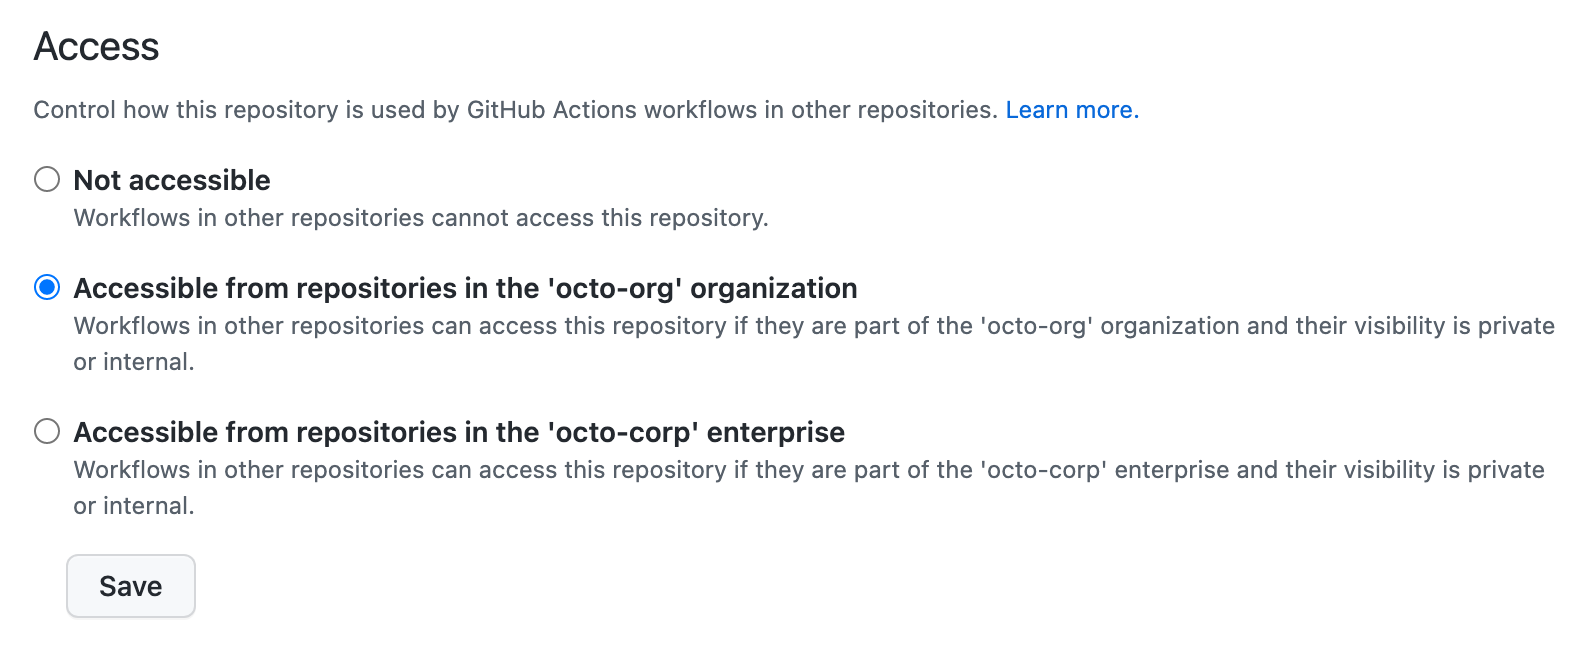 Access
Control how this repository is used by GitHub Actions workflows in other repositories. Learn more.
Not accessible
Workflows in other repositories cannot access this repository.
Accessible from repositories in the 'octo-org' organization
Workflows in other repositories can access this repository if they are part of the 'octo-org' organization and their visibility is private
or internal.
Accessible from repositories in the 'octo-corp' enterprise
Workflows in other repositories can access this repository if they are part of the 'octo-corp' enterprise and their visibility is private
or internal.
Save